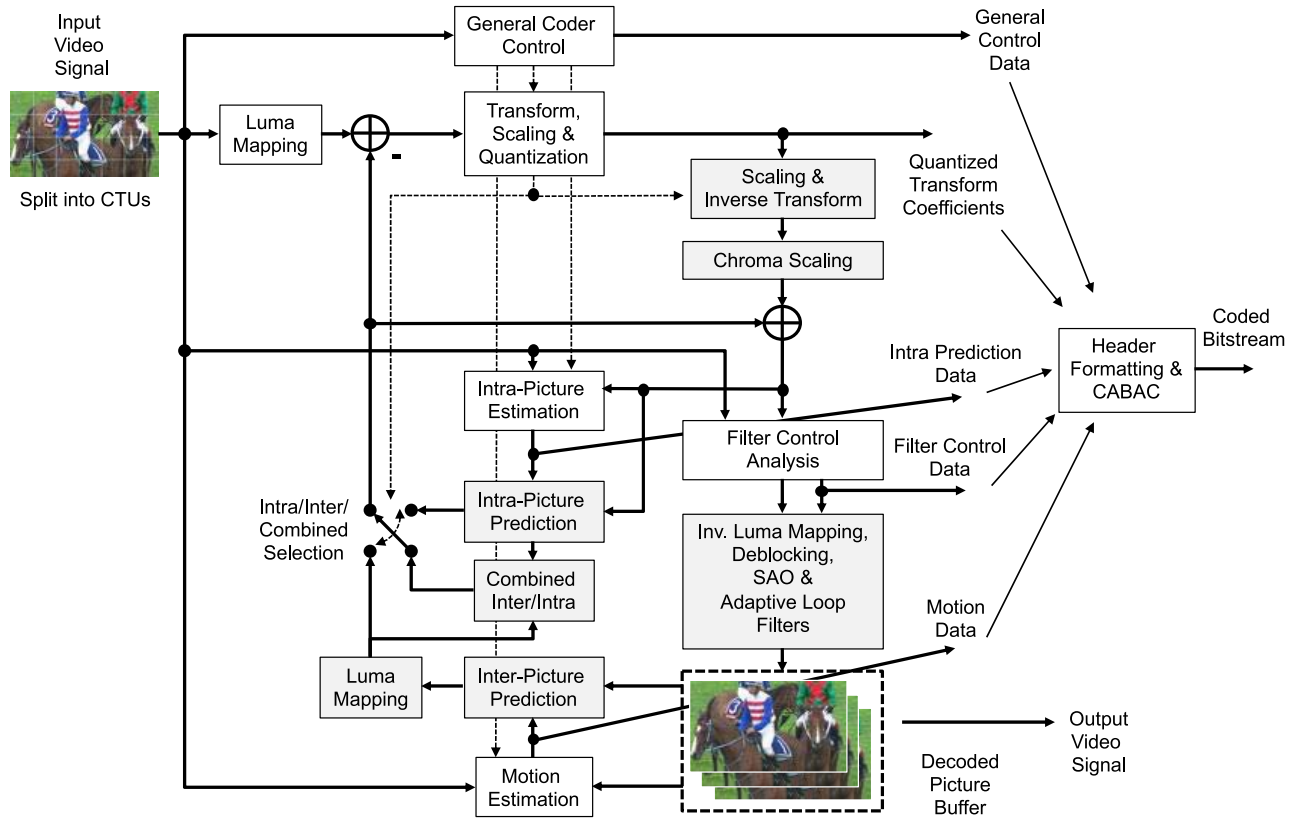 Input
Video
Signal
Split into CTUs
General Coder
Control
General
Control
Data
Luma
Mapping
-
Transform,
Scaling &
Quantization
Quantized
Transform
Coefficients
Scaling &
Inverse Transform
Chroma Scaling
Coded
Bitstream
Header
Formatting &
CABAC
Intra Prediction
Data
Intra-Picture
Estimation
Filter Control
Analysis
Filter Control
Data
Intra/Inter/
Combined
Selection
Intra-Picture
Prediction
Inv. Luma Mapping,
Deblocking,
SAO &
Adaptive Loop
Filters
Combined
Inter/Intra
Motion
Data
Luma
Mapping
Inter-Picture
Prediction
Motion
Estimation
Decoded
Picture
Buffer
Output
Video
Signal